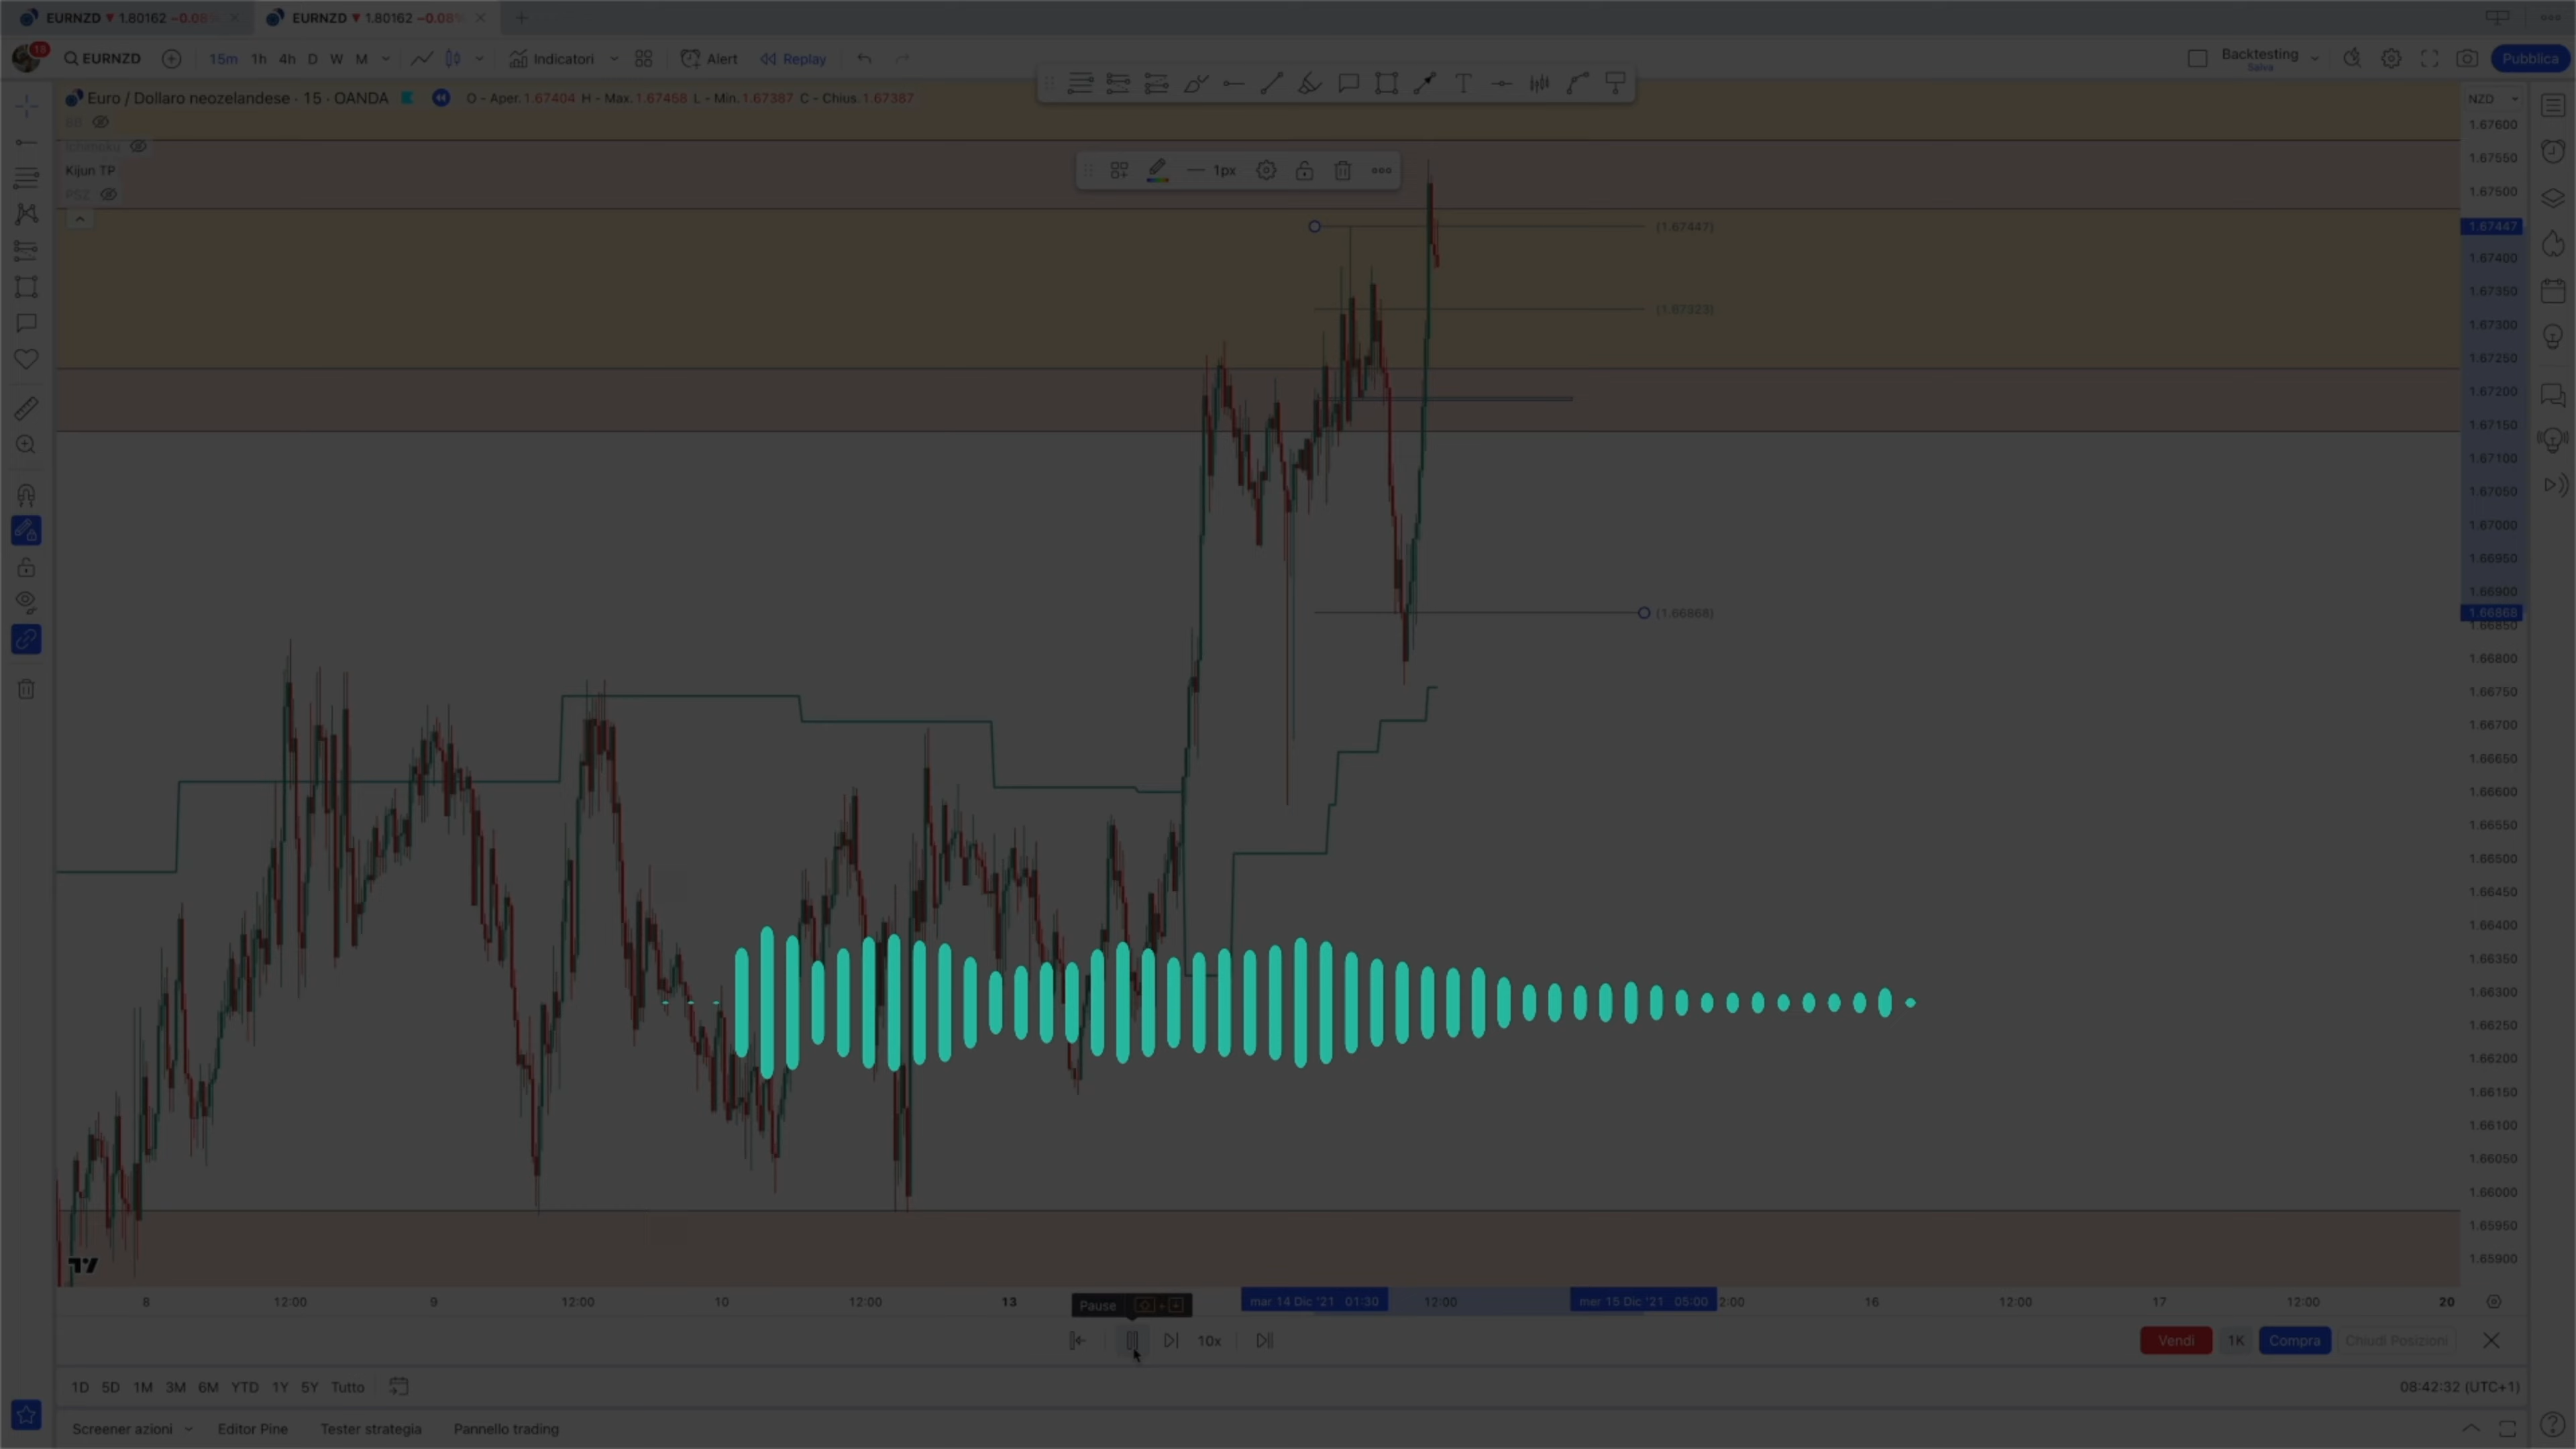 EURNZD ▼ 1.80162 −0.08%
EURNZD ▼ 1.80162 −0.08%
18
EURNZD
15m 1h 4h D W M
Indicatori
Alert
Replay
Backtesting
Salva
Pubblica
Euro / Dollaro neozelandese · 15 · OANDA
O - Aper. 1.67404 H - Max. 1.67458 L - Min. 1.67387 C - Chius. 1.67387
BB
Ichimoku
Kijun TP
PSZ
1px
NZD
1.67600
1.67550
1.67500
1.67447
1.67400
1.67350
1.67300
1.67250
1.67200
1.67150
1.67100
1.67050
1.67000
1.66950
1.66900
1.66868
1.66850
1.66800
1.66750
1.66700
1.66650
1.66600
1.66550
1.66500
1.66450
1.66400
1.66350
1.66300
1.66250
1.66200
1.66150
1.66100
1.66050
1.66000
1.65950
1.65900
(1.67447)
(1.67323)
(1.66868)
8 12:00 9 12:00 10 12:00 13
Pause
mar 14 Dic '21 01:30
12:00
mer 15 Dic '21 05:00
2:00 16 12:00 17 12:00 20
10x
Vendi 1K Compra Chiudi Posizioni
1D 5D 1M 3M 6M YTD 1Y 5Y Tutto
08:42:32 (UTC+1)
Screener azioni Editor Pine Tester strategia Pannello trading